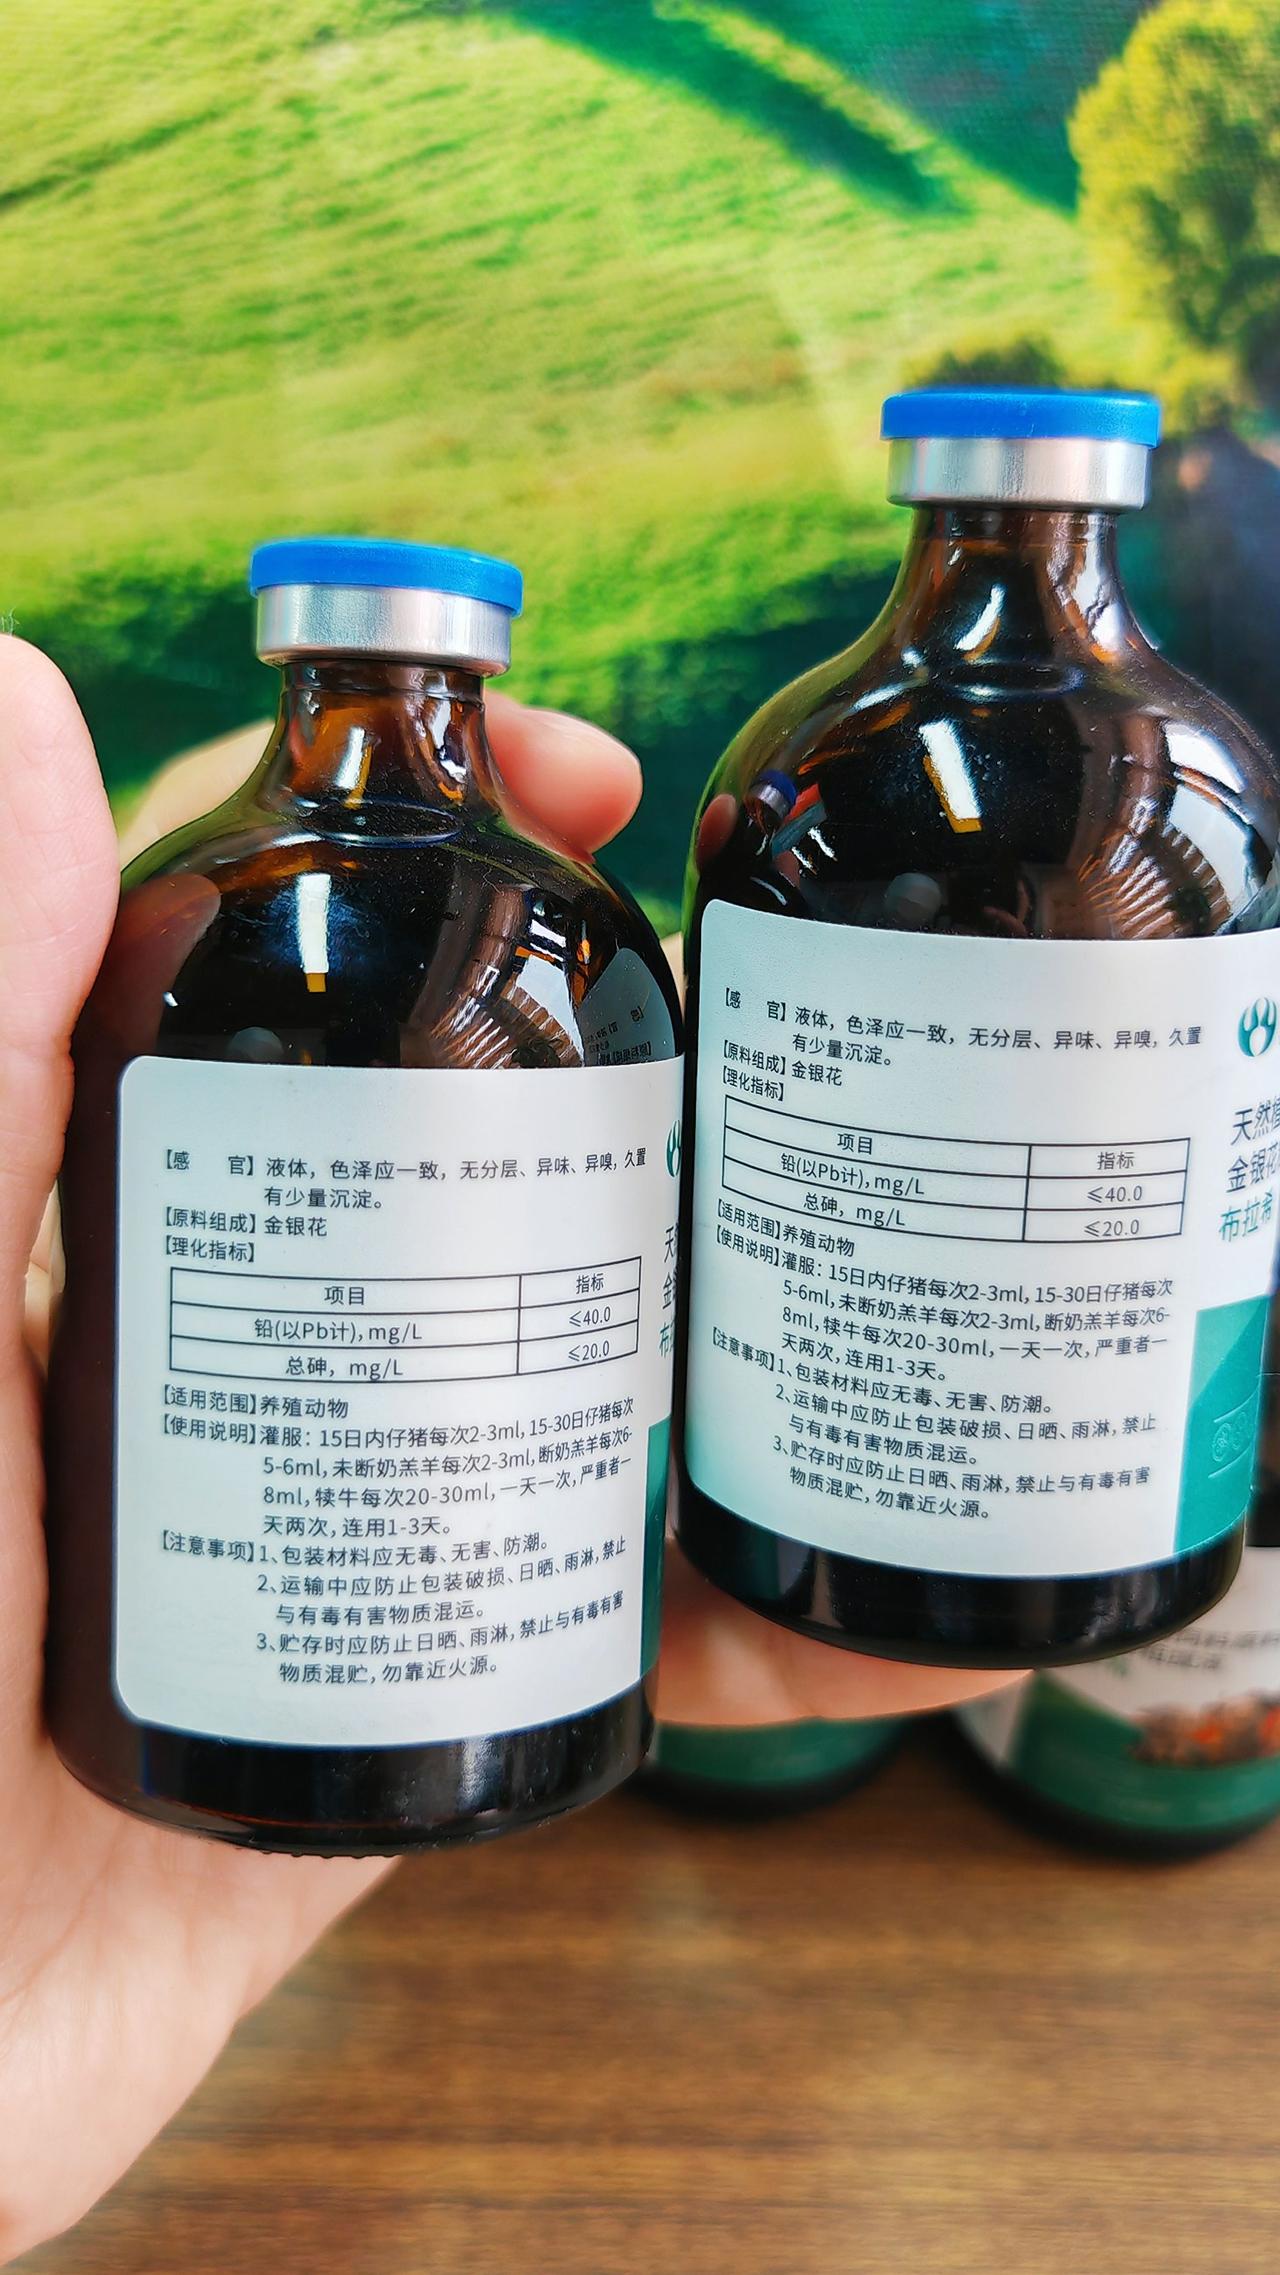 【感 官】液体，色泽应一致，无分层、异味、异嗅，久置
有少量沉淀。
【原料组成】金银花
【理化指标】
项目 指标
铅(以Pb计)，mg/L ≤40.0
总砷，mg/L ≤20.0
【适用范围】养殖动物
【使用说明】灌服：15日内仔猪每次2-3ml，15-30日仔猪每次
5-6ml，未断奶羔羊每次2-3ml，断奶羔羊每次6-
8ml，犊牛每次20-30ml，一天一次，严重者一
天两次，连用1-3天。
【注意事项】1、包装材料应无毒、无害、防潮。
2、运输中应防止包装破损、日晒、雨淋，禁止
与有毒有害物质混运。
3、贮存时应防止日晒、雨淋，禁止与有毒有害
物质混贮，勿靠近火源。
【感 官】液体，色泽应一致，无分层、异味、异嗅，久置
有少量沉淀。
【原料组成】金银花
【理化指标】
项目 指标
铅(以Pb计)，mg/L ≤40.0
总砷，mg/L ≤20.0
【适用范围】养殖动物
【使用说明】灌服：15日内仔猪每次2-3ml，15-30日仔猪每次
5-6ml，未断奶羔羊每次2-3ml，断奶羔羊每次6-
8ml，犊牛每次20-30ml，一天一次，严重者一
天两次，连用1-3天。
【注意事项】1、包装材料应无毒、无害、防潮。
2、运输中应防止包装破损、日晒、雨淋，禁止
与有毒有害物质混运。
3、贮存时应防止日晒、雨淋，禁止与有毒有害
物质混贮，勿靠近火源。
天然植
金银花
布拉希